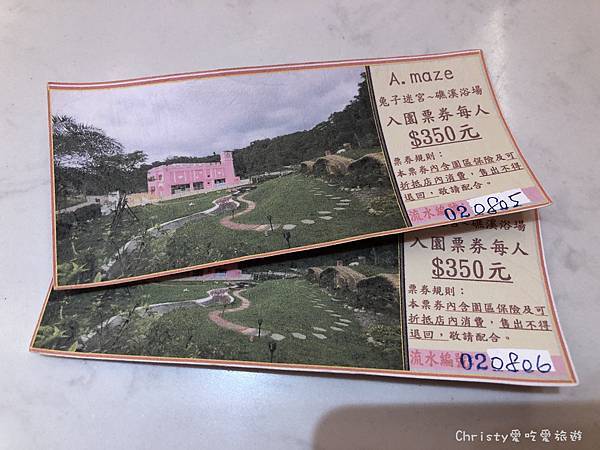 A.maze
兔子迷宮~礁溪浴場
入園票券每人
$350元
票券規則：
本票券內含園區保險及可
折抵店內消費，售出不得
退回，敬請配合。
流水編號
020805
宮~礁溪浴場
入園票券每人
$350元
票券規則：
本票券內含園區保險及可
折抵店內消費，售出不得
退回，敬請配合。
流水編號
020806
Christy愛吃愛旅遊